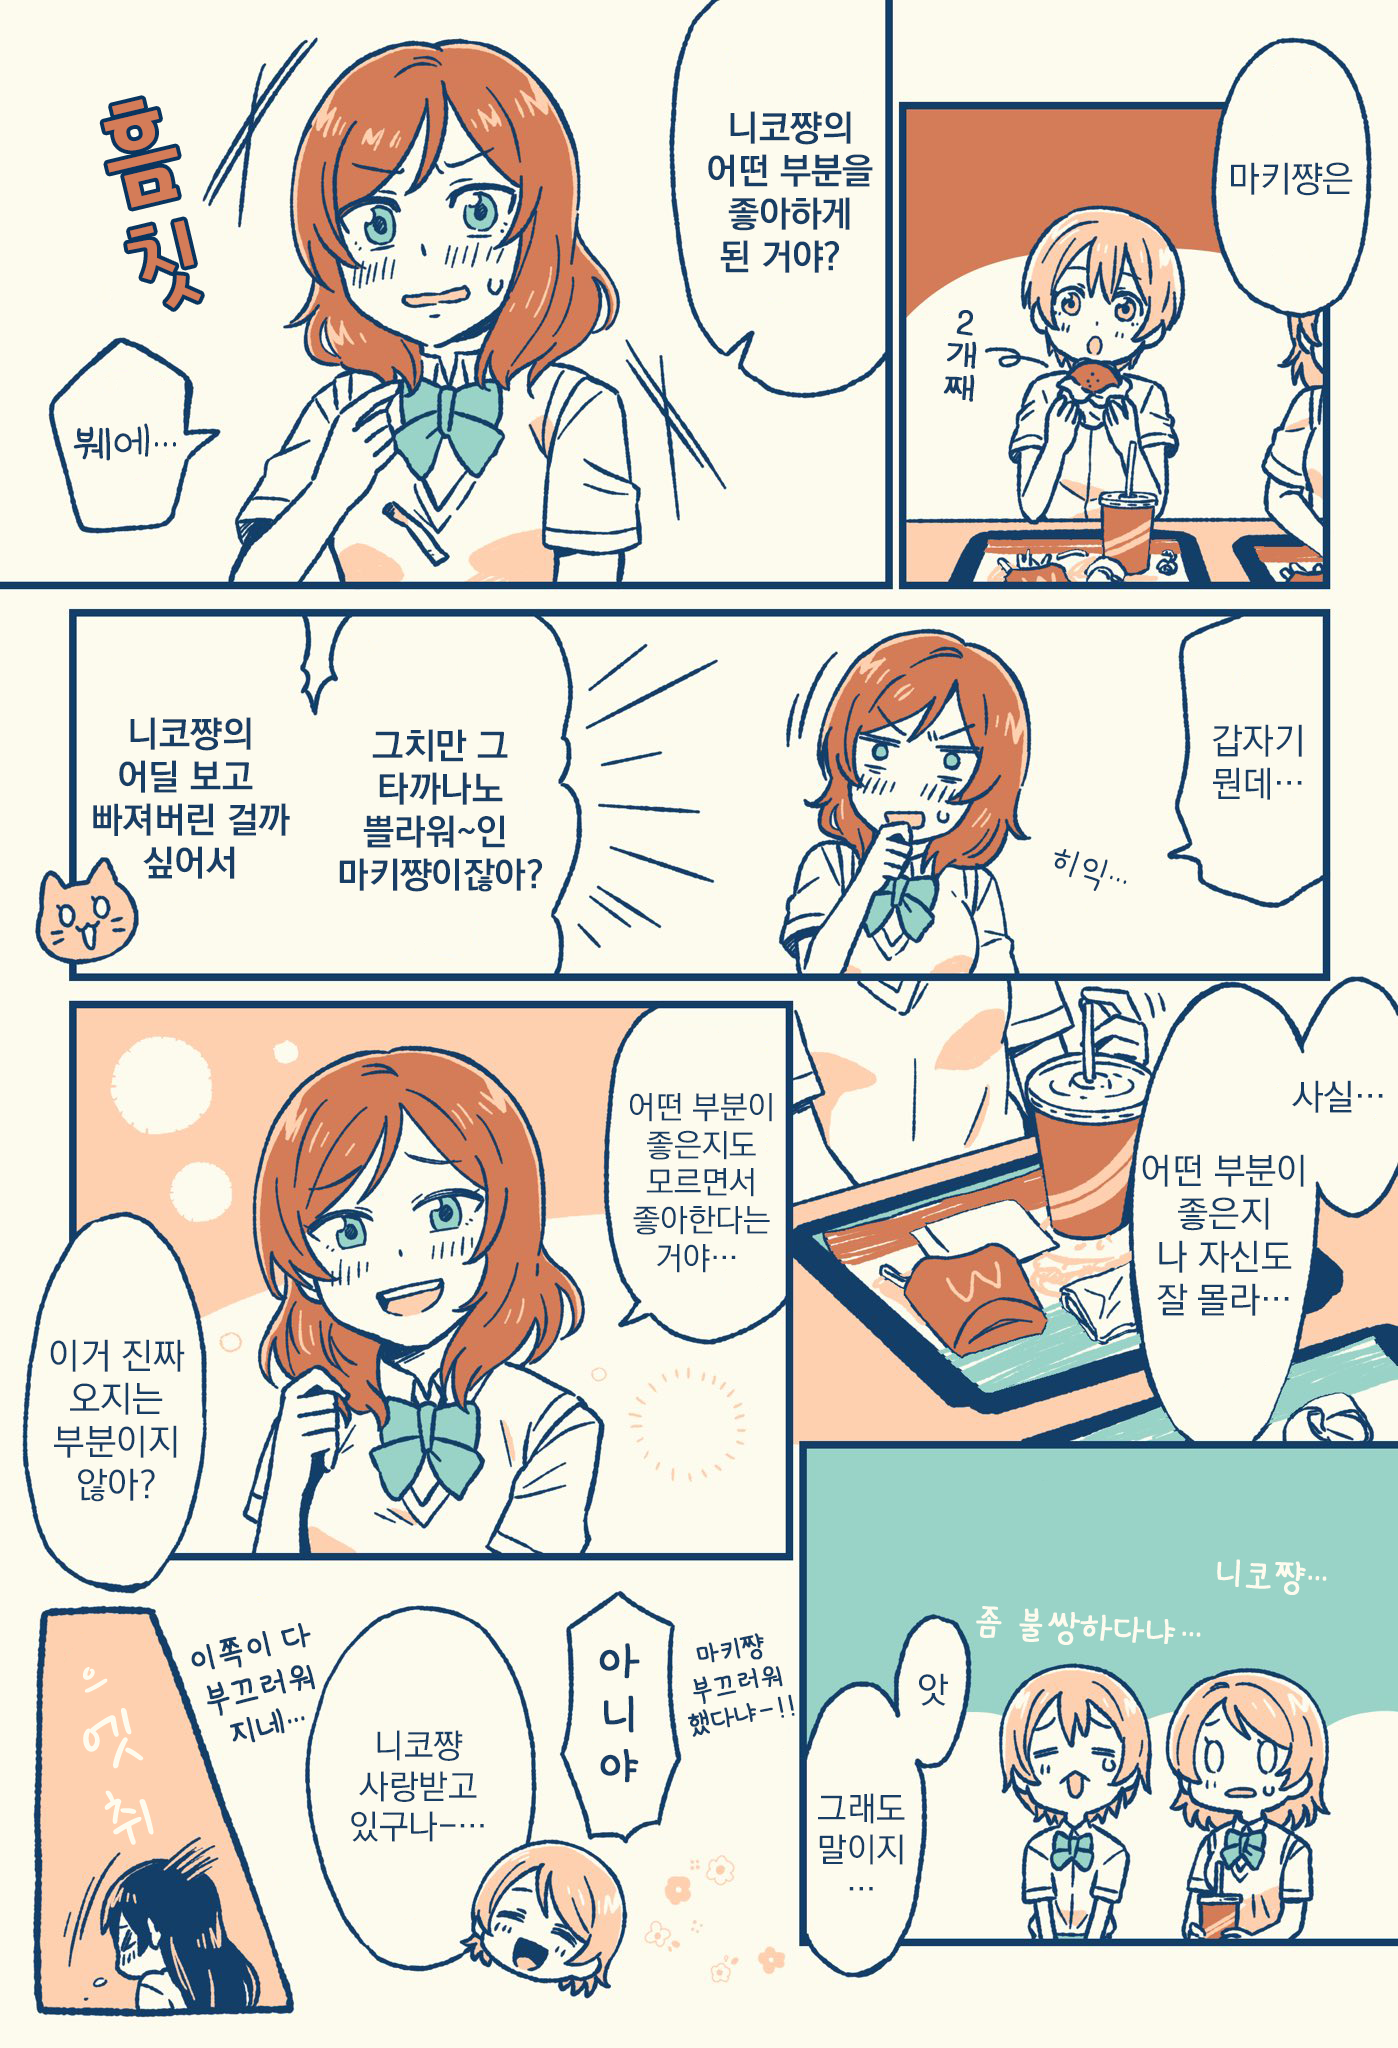 마키쨩은
2
개
째
니코쨩의
어떤 부분을
좋아하게
된 거야?
흠
칫
붸에…
갑자기
뭔데…
히익…
그치만 그
타까나노
쁠라워~인
마키쨩이잖아?
니코쨩의
어딜 보고
빠져버린 걸까
싶어서
사실…
어떤 부분이
좋은지
나 자신도
잘 몰라…
W
어떤 부분이
좋은지도
모르면서
좋아한다는
거야…
이거 진짜
오지는
부분이지
않아?
니코쨩…
좀 불쌍하다냐…
앗
그래도
말이지
…
마키쨩
부끄러워
했다냐-!!
아
니
야
니코쨩
사랑받고
있구나-…
이쪽이 다
부끄러워
지네…
으
엣
취